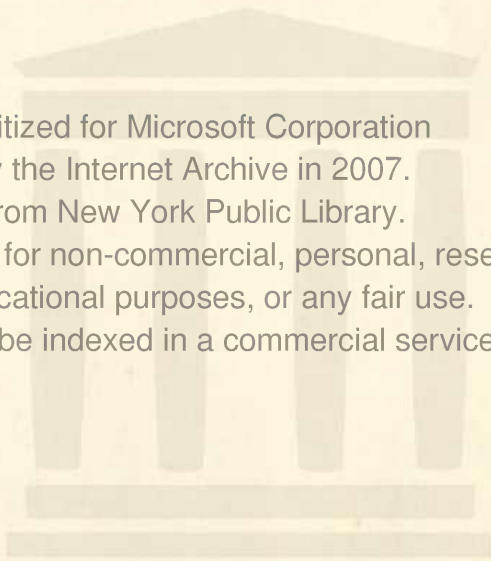 itized for Microsoft Corporation
the Internet Archive in 2007.
rom New York Public Library.
for non-commercial, personal, rese
cational purposes, or any fair use.
be indexed in a commercial service